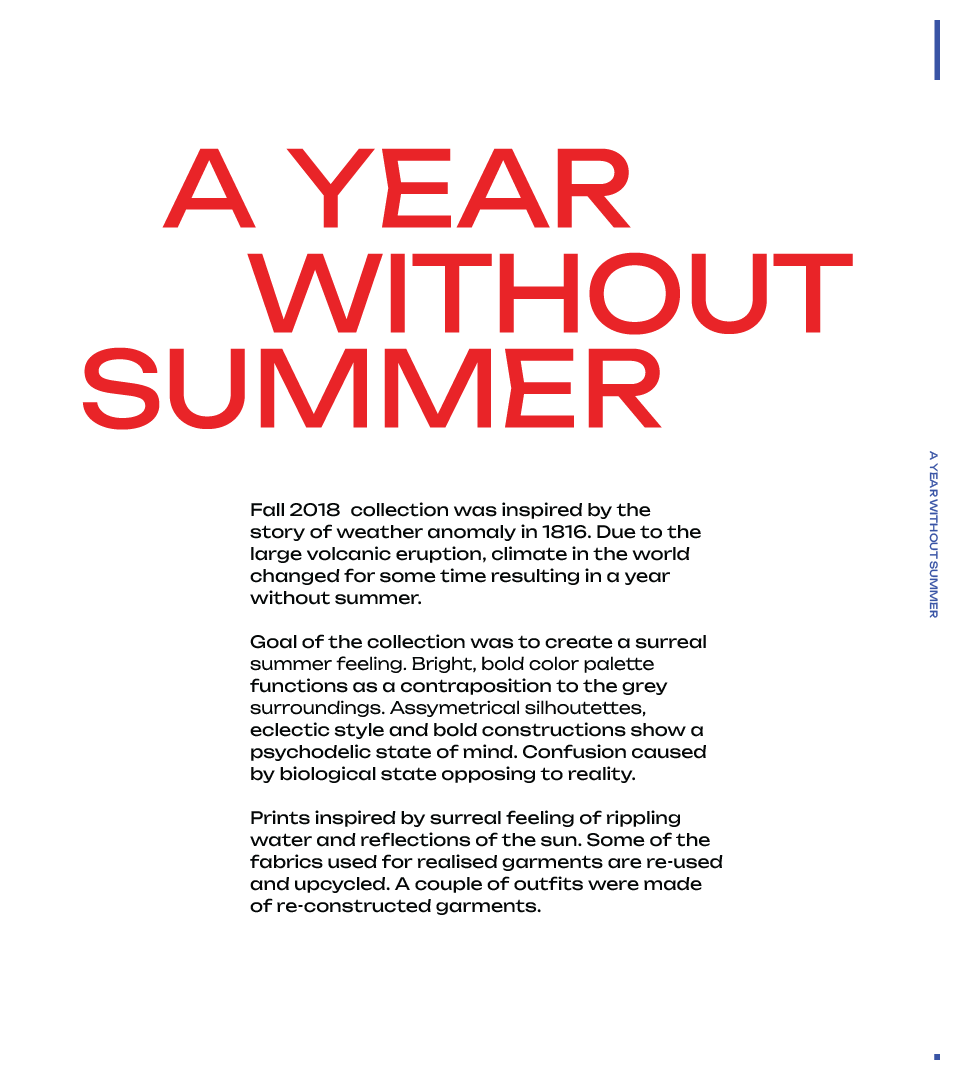 A YEAR
WITHOUT
SUMMER
Fall 2018  collection was inspired by the
story of weather anomaly in 1816. Due to the
large volcanic eruption, climate in the world
changed for some time resulting in a year
without summer.
Goal of the collection was to create a surreal
summer feeling. Bright, bold color palette
functions as a contraposition to the grey
surroundings. Assymetrical silhoutettes,
eclectic style and bold constructions show a
psychodelic state of mind. Confusion caused
by biological state opposing to reality.
Prints inspired by surreal feeling of rippling
water and reflections of the sun. Some of the
fabrics used for realised garments are re-used
and upcycled. A couple of outfits were made
of re-constructed garments.
A YEAR WITHOUT SUMMER